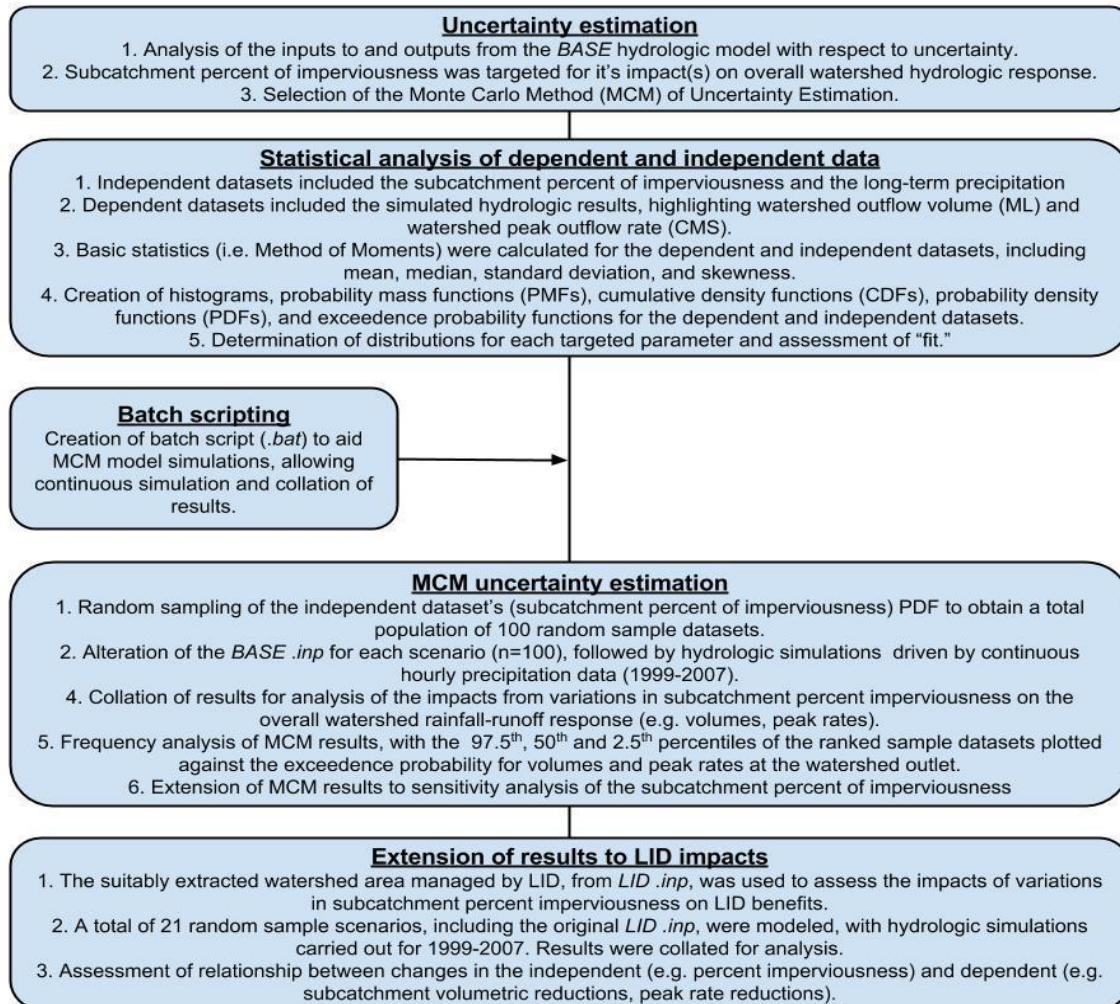 Uncertainty estimation
1. Analysis of the inputs to and outputs from the BASE hydrologic model with respect to uncertainty.
2. Subcatchment percent of imperviousness was targeted for it's impact(s) on overall watershed hydrologic response.
3. Selection of the Monte Carlo Method (MCM) of Uncertainty Estimation.
Statistical analysis of dependent and independent data
1. Independent datasets included the subcatchment percent of imperviousness and the long-term precipitation
2. Dependent datasets included the simulated hydrologic results, highlighting watershed outflow volume (ML) and
watershed peak outflow rate (CMS).
3. Basic statistics (i.e. Method of Moments) were calculated for the dependent and independent datasets, including
mean, median, standard deviation, and skewness.
4. Creation of histograms, probability mass functions (PMFs), cumulative density functions (CDFs), probability density
functions (PDFs), and exceedence probability functions for the dependent and independent datasets.
5. Determination of distributions for each targeted parameter and assessment of “fit.”
Batch scripting
Creation of batch script (.bat) to aid
MCM model simulations, allowing
continuous simulation and collation of
results.
MCM uncertainty estimation
1. Random sampling of the independent dataset's (subcatchment percent of imperviousness) PDF to obtain a total
population of 100 random sample datasets.
2. Alteration of the BASE .inp for each scenario (n=100), followed by hydrologic simulations driven by continuous
hourly precipitation data (1999-2007).
4. Collation of results for analysis of the impacts from variations in subcatchment percent imperviousness on the
overall watershed rainfall-runoff response (e.g. volumes, peak rates).
5. Frequency analysis of MCM results, with the 97.5th, 50th and 2.5th percentiles of the ranked sample datasets plotted
against the exceedence probability for volumes and peak rates at the watershed outlet.
6. Extension of MCM results to sensitivity analysis of the subcatchment percent of imperviousness
Extension of results to LID impacts
1. The suitably extracted watershed area managed by LID, from LID .inp, was used to assess the impacts of variations
in subcatchment percent imperviousness on LID benefits.
2. A total of 21 random sample scenarios, including the original LID .inp, were modeled, with hydrologic simulations
carried out for 1999-2007. Results were collated for analysis.
3. Assessment of relationship between changes in the independent (e.g. percent imperviousness) and dependent (e.g.
subcatchment volumetric reductions, peak rate reductions).